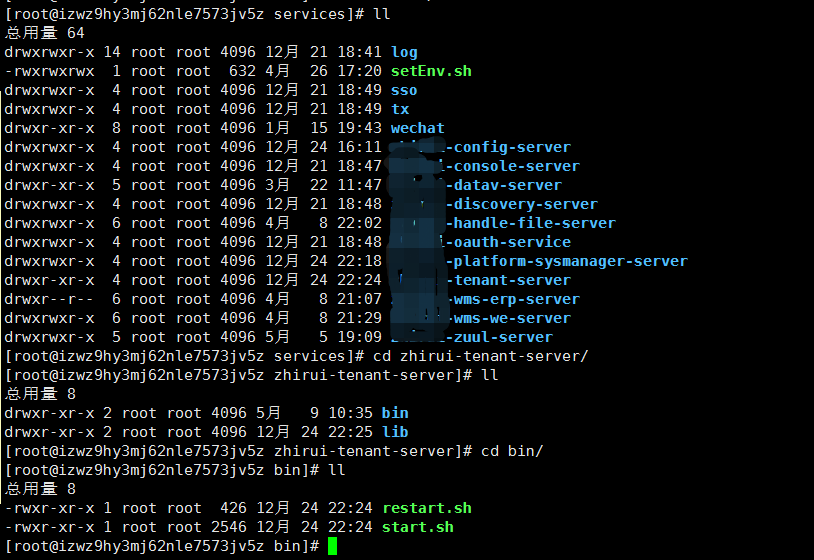 [root@izwz9hy3mj62nle7573jv5z services]# ll
总用量 64
drwxrwxr-x 14 root root 4096 12月 21 18:41 log
-rwxrwxrwx  1 root root  632 4月  26 17:20 setEnv.sh
drwxrwxr-x  4 root root 4096 12月 21 18:49 sso
drwxrwxr-x  4 root root 4096 12月 21 18:49 tx
drwxr-xr-x  8 root root 4096 1月  15 19:43 wechat
drwxrwxr-x  4 root root 4096 12月 24 16:11 -config-server
drwxrwxr-x  4 root root 4096 12月 21 18:47 -console-server
drwxr-xr-x  5 root root 4096 3月  22 11:47 -datav-server
drwxrwxr-x  4 root root 4096 12月 21 18:48 -discovery-server
drwxrwxr-x  6 root root 4096 4月   8 22:02 -handle-file-server
drwxrwxr-x  4 root root 4096 12月 21 18:48 -oauth-service
drwxrwxr-x  4 root root 4096 12月 24 22:18 -platform-sysmanager-server
drwxr-xr-x  4 root root 4096 12月 24 22:24 -tenant-server
drwxr--r--  6 root root 4096 4月   8 21:07 -wms-erp-server
drwxrwxr-x  6 root root 4096 4月   8 21:29 -wms-we-server
drwxrwxr-x  5 root root 4096 5月   5 19:09 -zuul-server
[root@izwz9hy3mj62nle7573jv5z services]# cd zhirui-tenant-server/
[root@izwz9hy3mj62nle7573jv5z zhirui-tenant-server]# ll
总用量 8
drwxr-xr-x 2 root root 4096 5月   9 10:35 bin
drwxr-xr-x 2 root root 4096 12月 24 22:25 lib
[root@izwz9hy3mj62nle7573jv5z zhirui-tenant-server]# cd bin/
[root@izwz9hy3mj62nle7573jv5z bin]# ll
总用量 8
-rwxr-xr-x 1 root root  426 12月 24 22:24 restart.sh
-rwxr-xr-x 1 root root 2546 12月 24 22:24 start.sh
[root@izwz9hy3mj62nle7573jv5z bin]#